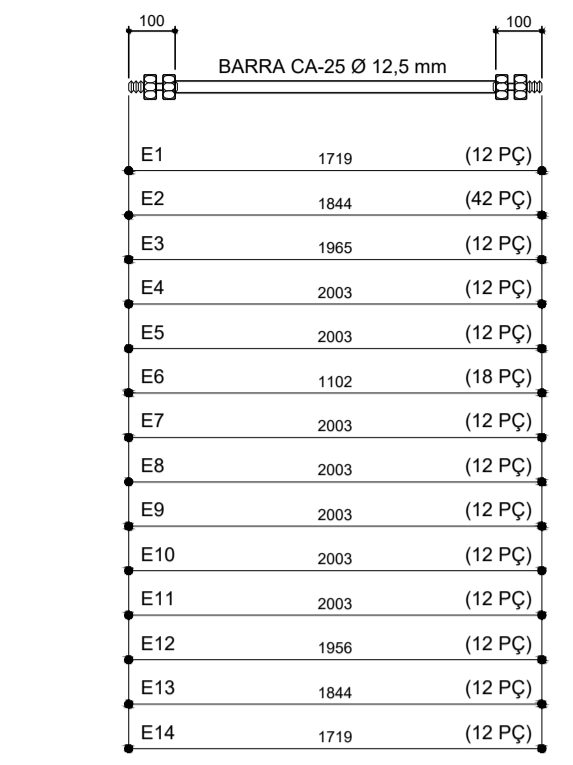 100 100
BARRA CA-25 Ø 12,5 mm
E1 1719 (12 PÇ)
E2 1844 (42 PÇ)
E3 1965 (12 PÇ)
E4 2003 (12 PÇ)
E5 2003 (12 PÇ)
E6 1102 (18 PÇ)
E7 2003 (12 PÇ)
E8 2003 (12 PÇ)
E9 2003 (12 PÇ)
E10 2003 (12 PÇ)
E11 2003 (12 PÇ)
E12 1956 (12 PÇ)
E13 1844 (12 PÇ)
E14 1719 (12 PÇ)